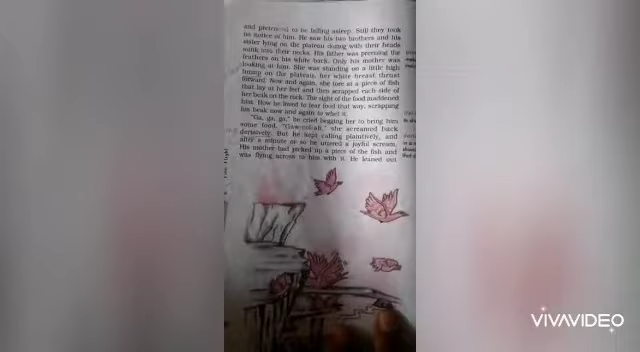 and pretended to be falling asleep. Still they took
no notice of him. He saw his two brothers and his
sister lying on the plateau dozing with their heads
sunk into their necks. His father was preening the
feathers on his white back. Only his mother was
looking at him. She was standing on a little high
hump on the plateau, her white breast thrust
forward. Now and again, she tore at a piece of fish
that lay at her feet and then scrapped each side of
her beak on the rock. The sight of the food maddened
him. How he loved to tear food that way, scrapping
his beak now and again to whet it.
"Ga, ga, ga," he cried begging her to bring him
some food. "Gaw-col-ah," she screamed back
derisively. But he kept calling plaintively, and
after a minute or so he uttered a joyful scream.
His mother had picked up a piece of the fish and
was flying across to him with it. He leaned out
VIVAVIDEO